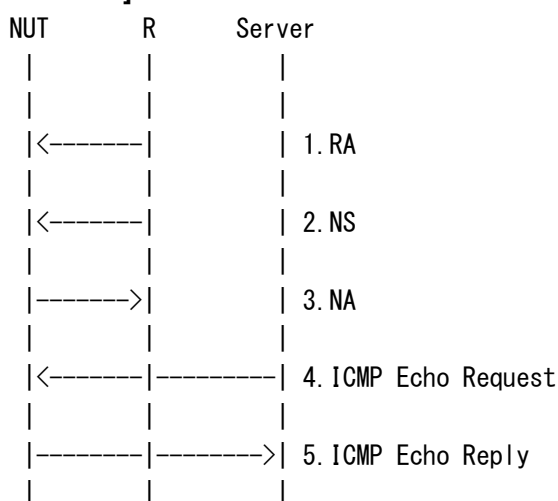 ]
NUT R Server
| | |
| | |
|<-------| | 1.RA
| | |
|<-------| | 2.NS
| | |
|------->| | 3.NA
| | |
|<-------|---------| 4.ICMP Echo Request
| | |
|--------|-------->| 5.ICMP Echo Reply
| | |